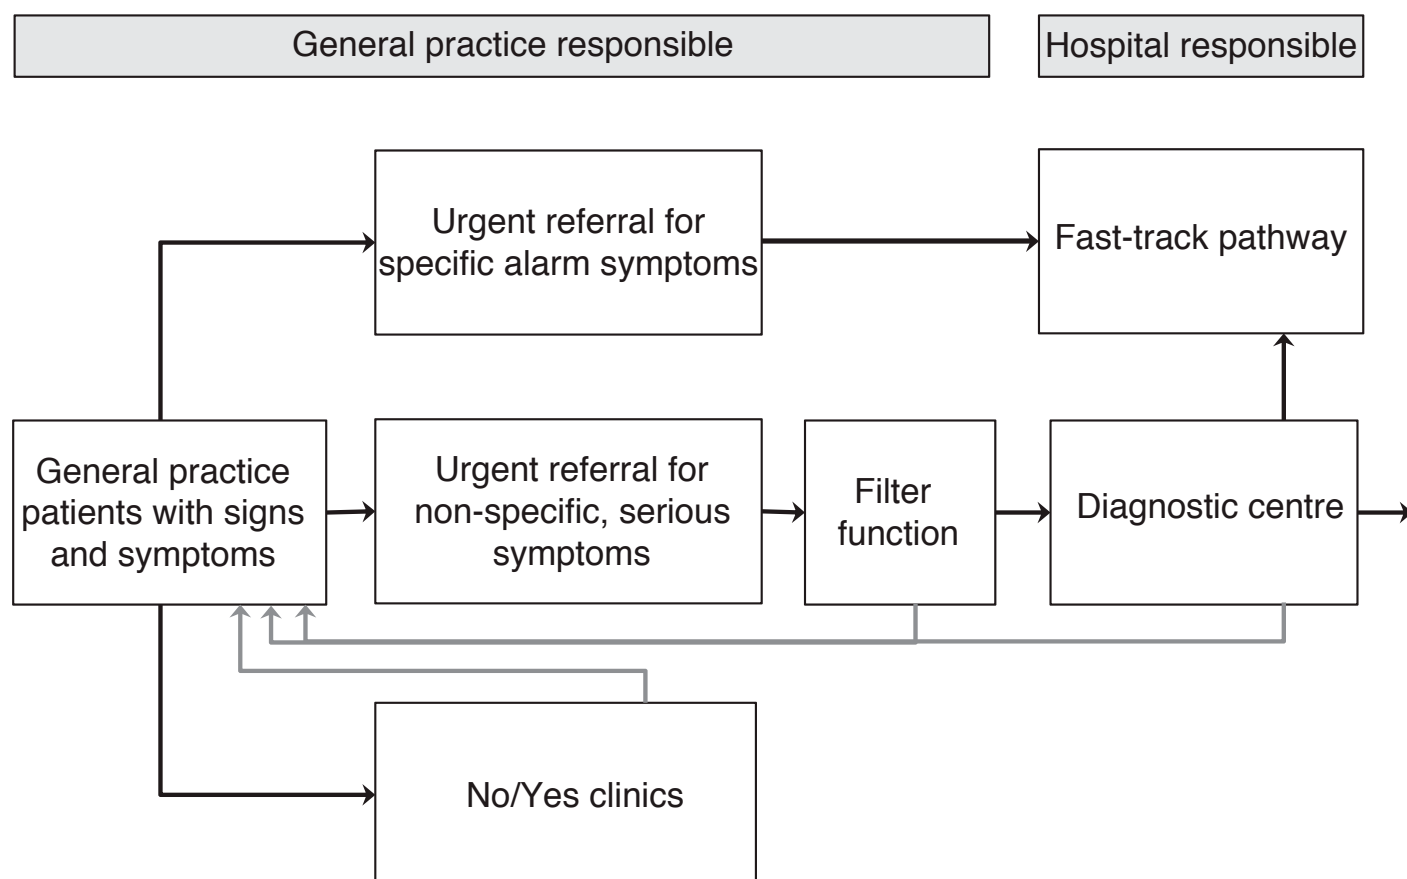 General practice responsible
Hospital responsible
Urgent referral for
specific alarm symptoms
Fast-track pathway
General practice
patients with signs
and symptoms
Urgent referral for
non-specific, serious
symptoms
Filter
function
Diagnostic centre
No/Yes clinics